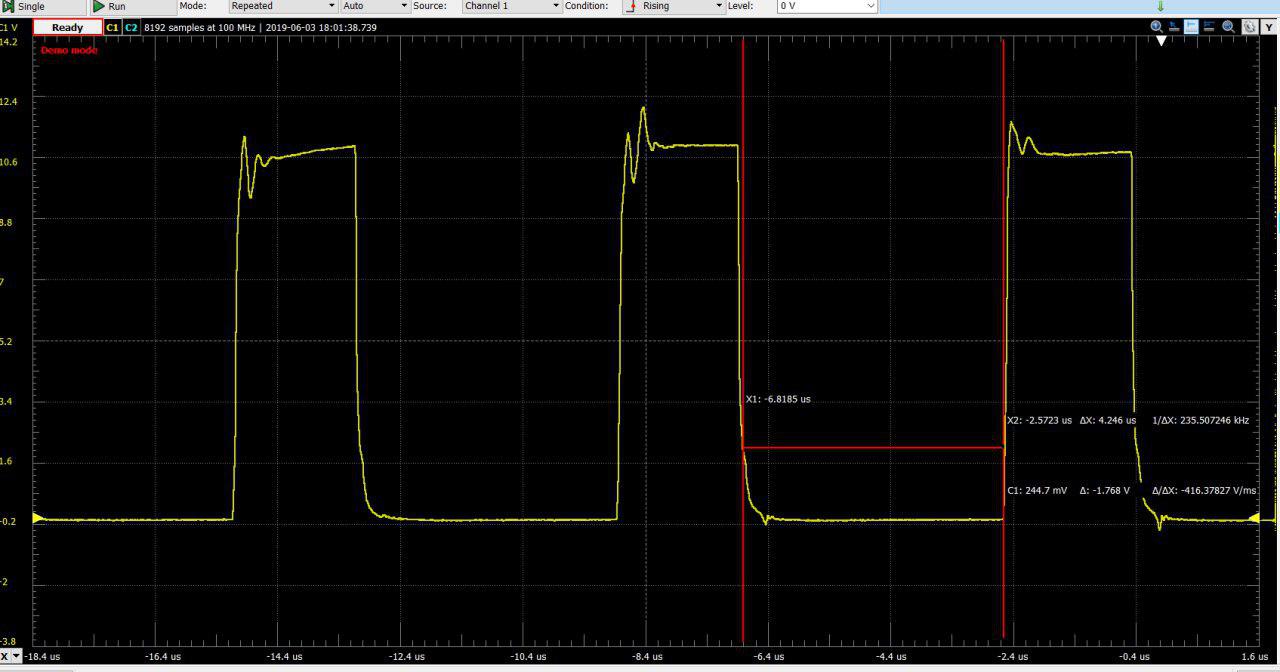 Single Run Mode: Repeated Auto Source: Channel 1 Condition: Rising Level: 0 V
C1 V Ready C1 C2 8192 samples at 100 MHz | 2019-06-03 18:01:38.739 Y
14.2
Demo mode
12.4
10.6
8.8
7
5.2
3.4
X1: -6.8185 us
X2: -2.5723 us ΔX: 4.246 us 1/ΔX: 235.507246 kHz
1.6
C1: 244.7 mV Δ: -1.768 V Δ/ΔX: -416.37827 V/ms
-0.2
-2
-3.8
X -18.4 us -16.4 us -14.4 us -12.4 us -10.4 us -8.4 us -6.4 us -4.4 us -2.4 us -0.4 us 1.6 us